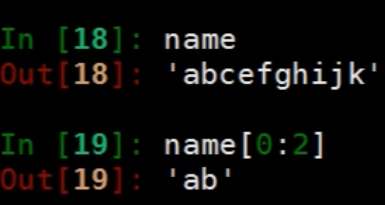 In [18]: name
Out[18]: 'abcefghijk'
In [19]: name[0:2]
Out[19]: 'ab'